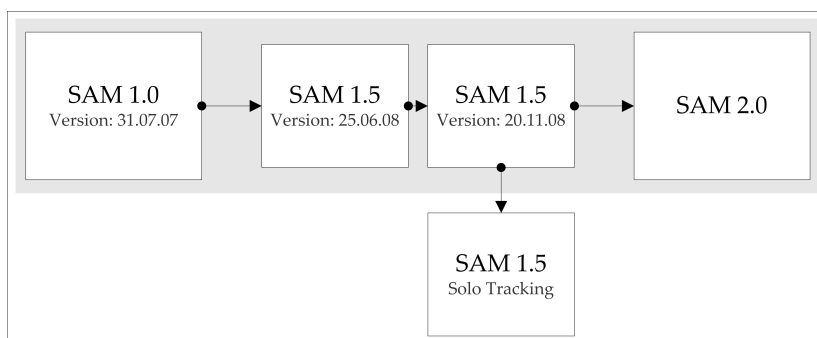 SAM 1.0
Version: 31.07.07
SAM 1.5
Version: 25.06.08
SAM 1.5
Version: 20.11.08
SAM 2.0
SAM 1.5
Solo Tracking